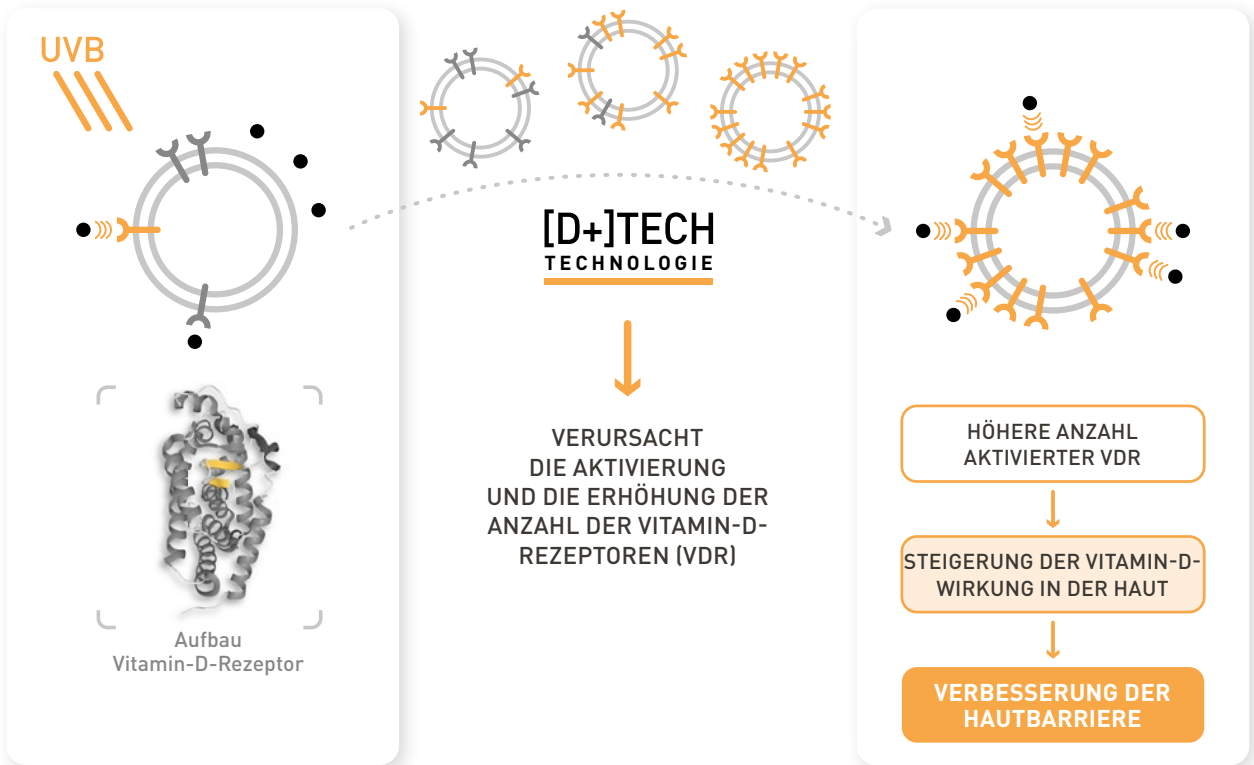 UVB
Aufbau
Vitamin-D-Rezeptor
[D+]TECH
TECHNOLOGIE
VERURSACHT
DIE AKTIVIERUNG
UND DIE ERHÖHUNG DER
ANZAHL DER VITAMIN-D-
REZEPTOREN (VDR)
HÖHERE ANZAHL
AKTIVIERTER VDR
STEIGERUNG DER VITAMIN-D-
WIRKUNG IN DER HAUT
VERBESSERUNG DER
HAUTBARRIERE